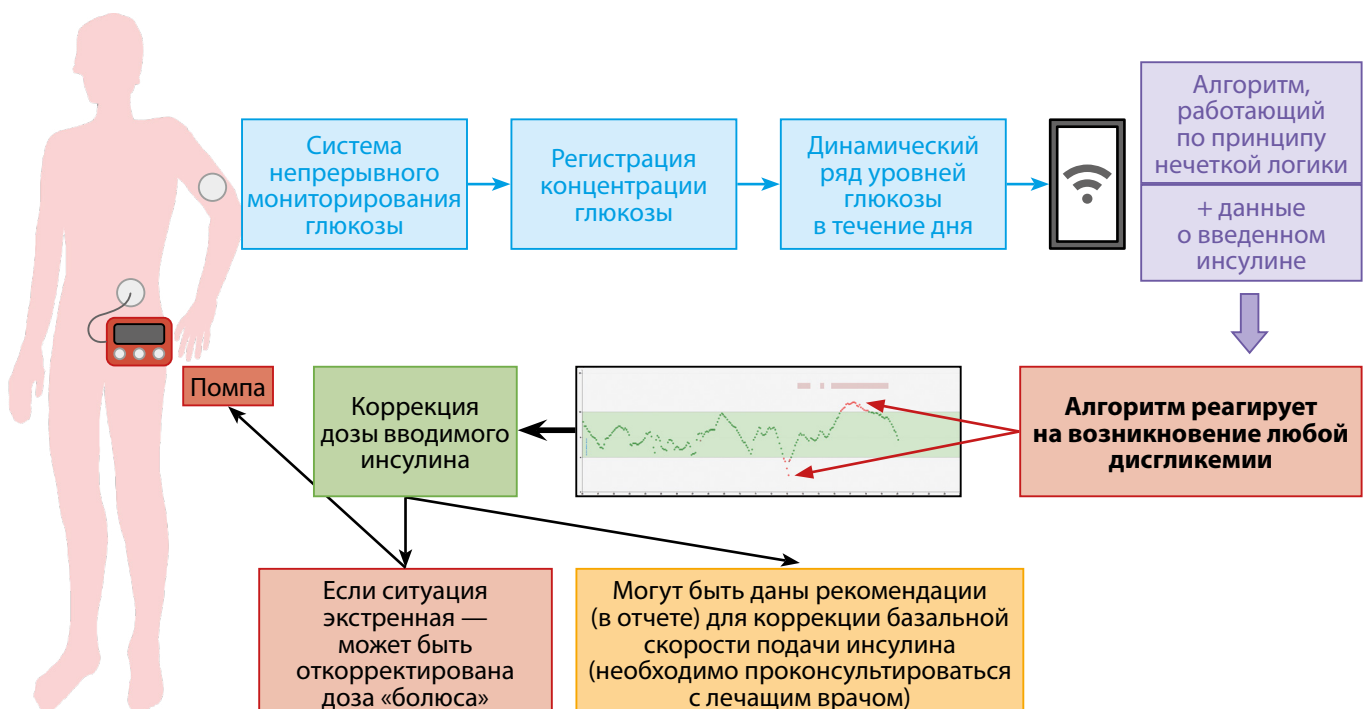 Система
непрерывного
мониторирования
глюкозы
Регистрация
концентрации
глюкозы
Динамический
ряд уровней
глюкозы
в течение дня
Алгоритм,
работающий
по принципу
нечеткой логики
+ данные
о введенном
инсулине
Помпа
Коррекция
дозы вводимого
инсулина
Алгоритм реагирует
на возникновение любой
дисгликемии
Если ситуация
экстренная —
может быть
откорректирована
доза «болюса»
Могут быть даны рекомендации
(в отчете) для коррекции базальной
скорости подачи инсулина
(необходимо проконсультироваться
с лечащим врачом)